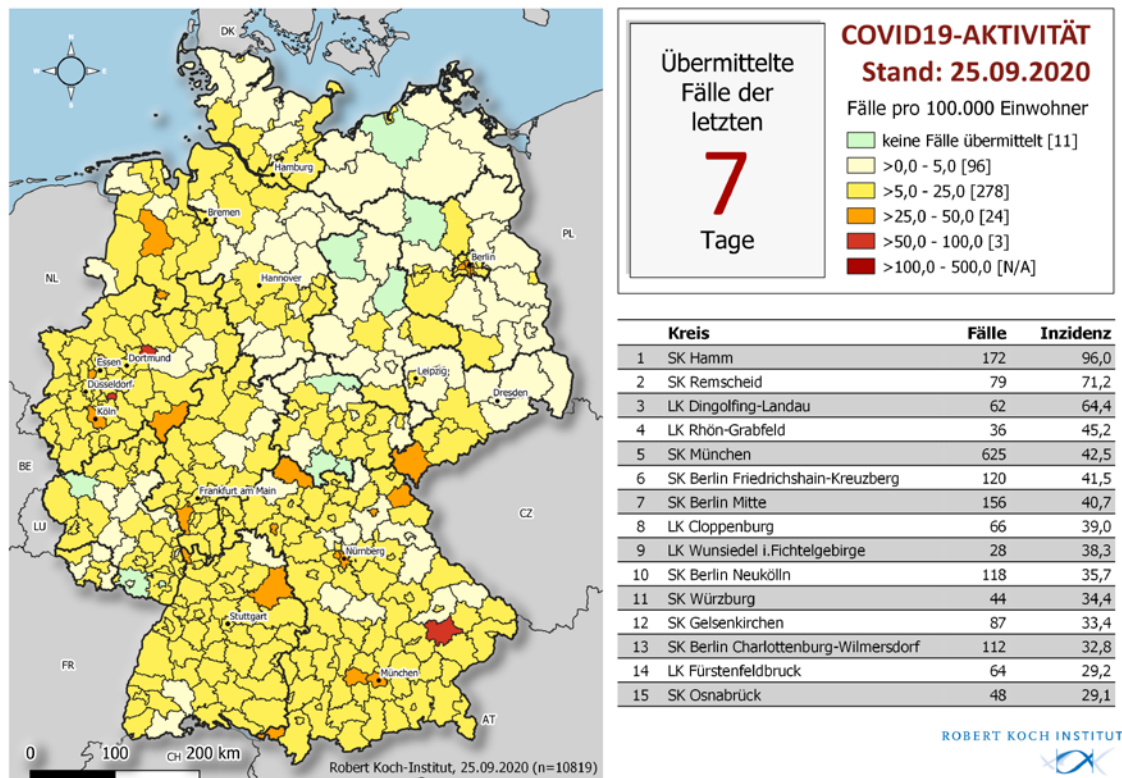 DK
Hamburg
Bremen
PL
Berlin
NL
Hannover
Essen
Dortmund
Düsseldorf
Leipzig
Köln
Dresden
BE
Frankfurt am Main
LU
CZ
Nürnberg
Stuttgart
FR
München
AT
0 100 CH 200 km
Robert Koch-Institut, 25.09.2020 (n=10819)
Übermittelte
Fälle der
letzten
7
Tage
COVID19-AKTIVITÄT
Stand: 25.09.2020
Fälle pro 100.000 Einwohner
keine Fälle übermittelt [11]
>0,0 - 5,0 [96]
>5,0 - 25,0 [278]
>25,0 - 50,0 [24]
>50,0 - 100,0 [3]
>100,0 - 500,0 [N/A]
Kreis Fälle Inzidenz
1 SK Hamm 172 96,0
2 SK Remscheid 79 71,2
3 LK Dingolfing-Landau 62 64,4
4 LK Rhön-Grabfeld 36 45,2
5 SK München 625 42,5
6 SK Berlin Friedrichshain-Kreuzberg 120 41,5
7 SK Berlin Mitte 156 40,7
8 LK Cloppenburg 66 39,0
9 LK Wunsiedel i.Fichtelgebirge 28 38,3
10 SK Berlin Neukölln 118 35,7
11 SK Würzburg 44 34,4
12 SK Gelsenkirchen 87 33,4
13 SK Berlin Charlottenburg-Wilmersdorf 112 32,8
14 LK Fürstenfeldbruck 64 29,2
15 SK Osnabrück 48 29,1
ROBERT KOCH INSTITUT